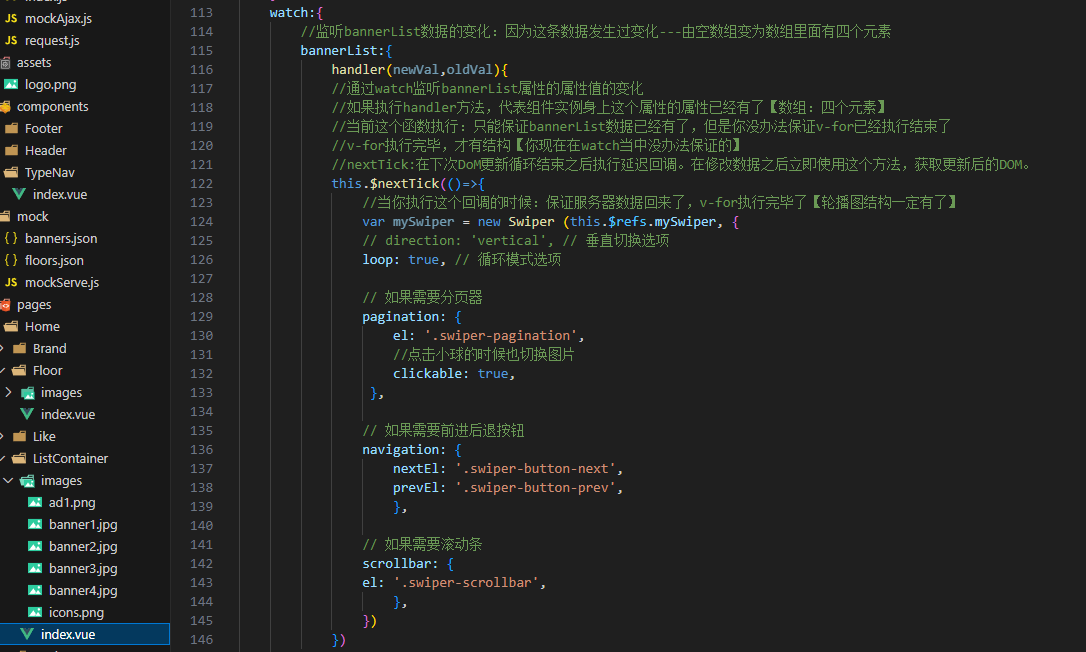 mockAjax.js
request.js
assets
logo.png
components
Footer
Header
TypeNav
index.vue
mock
banners.json
floors.json
mockServe.js
pages
Home
Brand
Floor
images
index.vue
Like
ListContainer
images
ad1.png
banner1.jpg
banner2.jpg
banner3.jpg
banner4.jpg
icons.png
index.vue
113 watch:{
114 //监听bannerList数据的变化：因为这条数据发生过变化---由空数组变为数组里面有四个元素
115 bannerList:{
116 handler(newVal,oldVal){
117 //通过watch监听bannerList属性的属性值的变化
118 //如果执行handler方法，代表组件实例身上这个属性的属性已经有了【数组：四个元素】
119 //当前这个函数执行：只能保证bannerList数据已经有了，但是你没办法保证v-for已经执行结束了
120 //v-for执行完毕，才有结构【你现在在watch当中没办法保证的】
121 //nextTick:在下次DoM更新循环结束之后执行延迟回调。在修改数据之后立即使用这个方法，获取更新后的DOM。
122 this.$nextTick(()=>{
123 //当你执行这个回调的时候：保证服务器数据回来了，v-for执行完毕了【轮播图结构一定有了】
124 var mySwiper = new Swiper (this.$refs.mySwiper, {
125 // direction: 'vertical', // 垂直切换选项
126 loop: true, // 循环模式选项
127
128 // 如果需要分页器
129 pagination: {
130 el: '.swiper-pagination',
131 //点击小球的时候也切换图片
132 clickable: true,
133 },
134
135 // 如果需要前进后退按钮
136 navigation: {
137 nextEl: '.swiper-button-next',
138 prevEl: '.swiper-button-prev',
139 },
140
141 // 如果需要滚动条
142 scrollbar: {
143 el: '.swiper-scrollbar',
144 },
145 })
146 })